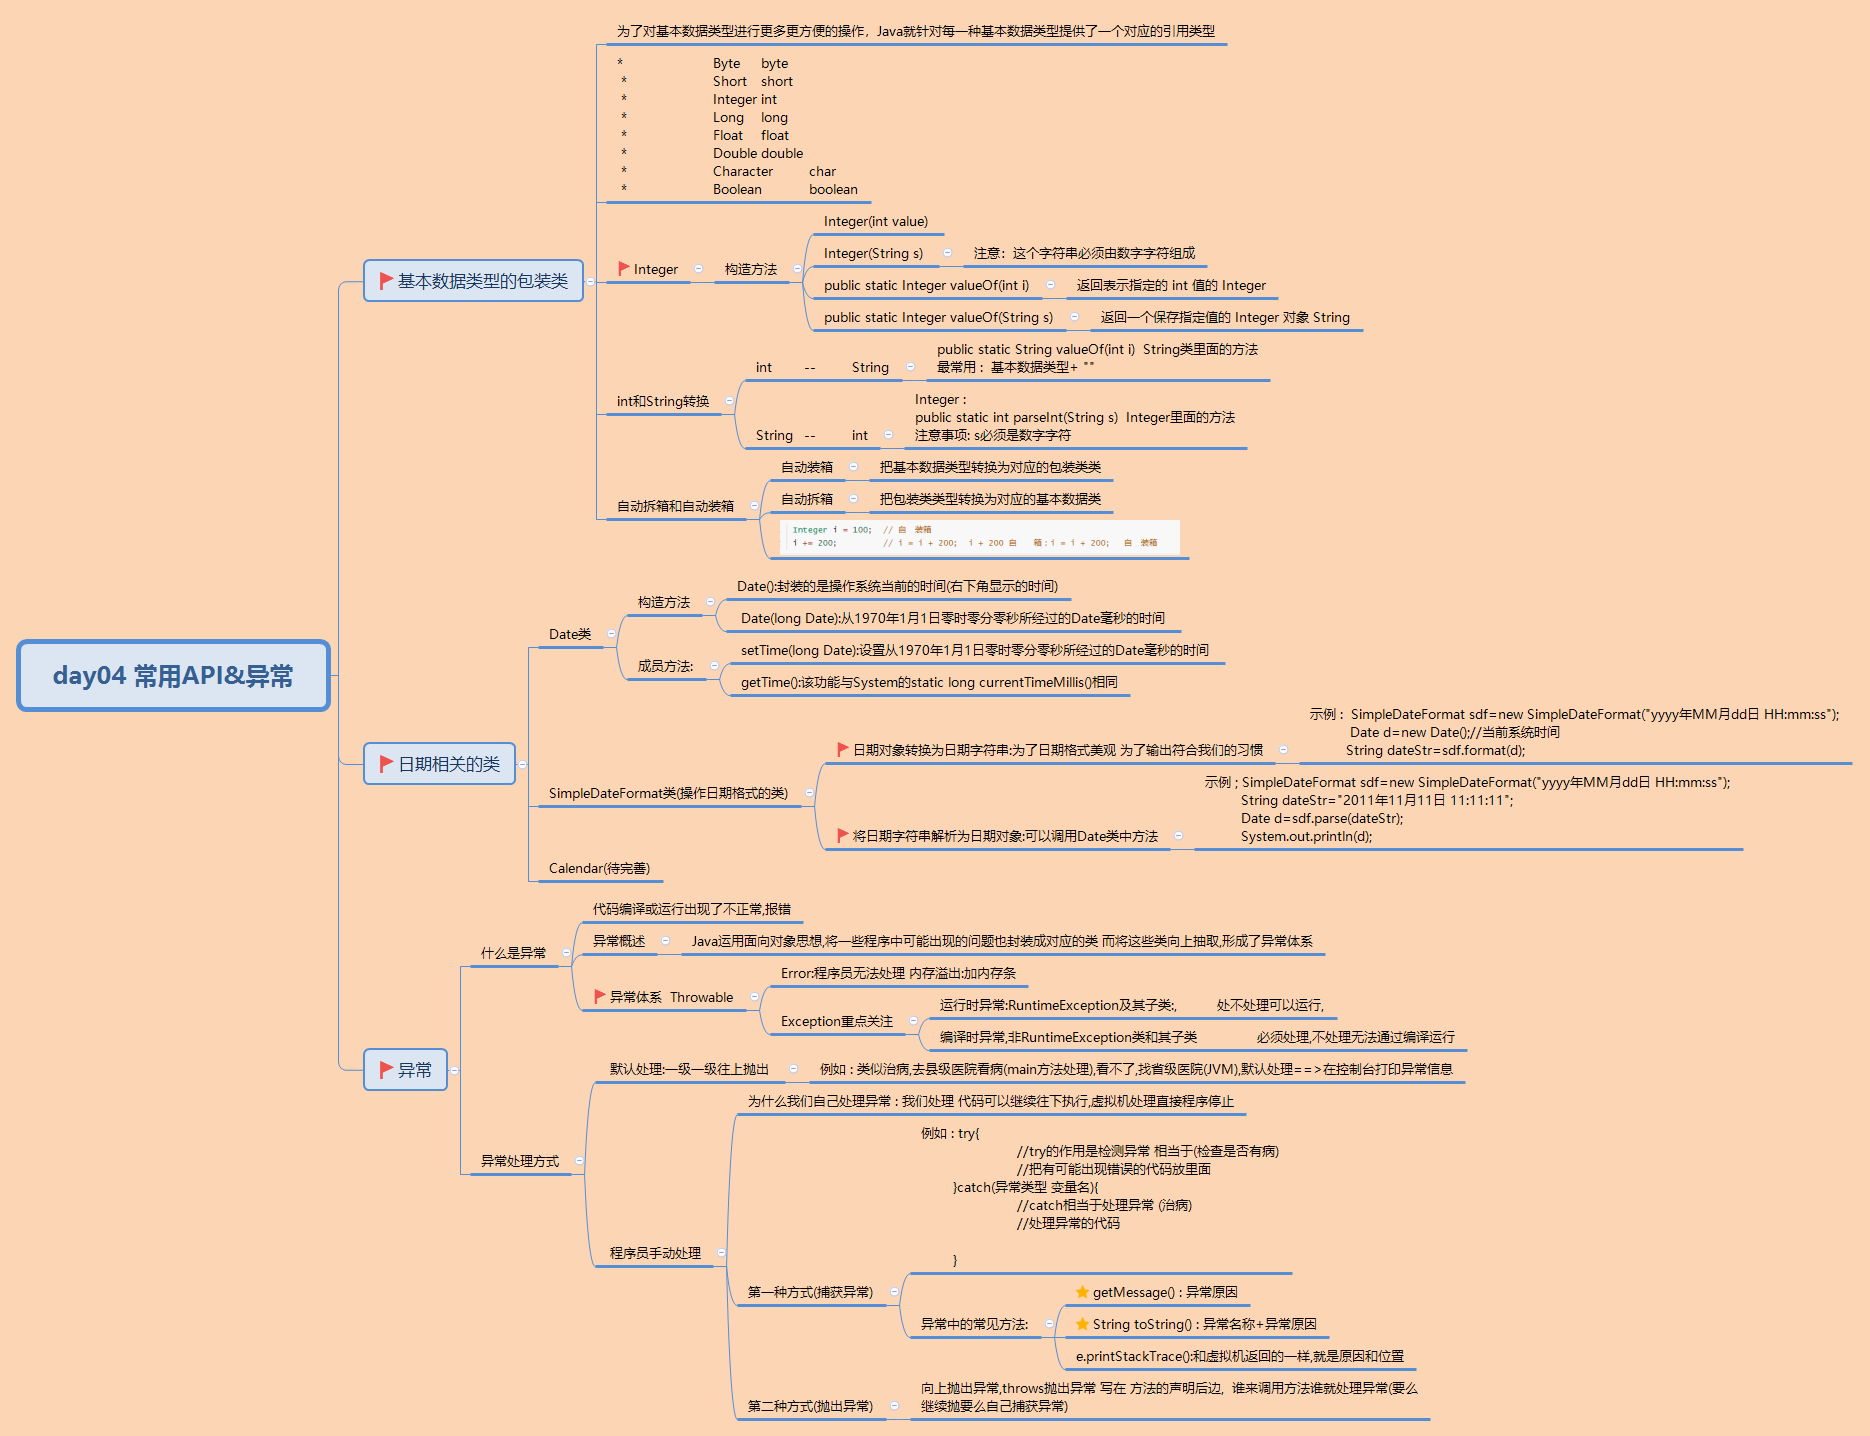 day04 常用API&异常
基本数据类型的包装类
为了对基本数据类型进行更多更方便的操作，Java就针对每一种基本数据类型提供了一个对应的引用类型
* Byte byte
* Short short
* Integer int
* Long long
* Float float
* Double double
* Character char
* Boolean boolean
Integer
构造方法
Integer(int value)
Integer(String s)
注意：这个字符串必须由数字字符组成
public static Integer valueOf(int i)
返回表示指定的 int 值的 Integer
public static Integer valueOf(String s)
返回一个保存指定值的 Integer 对象 String
int和String转换
int -- String
public static String valueOf(int i) String类里面的方法
最常用 : 基本数据类型+ ""
String -- int
Integer :
public static int parseInt(String s) Integer里面的方法
注意事项: s必须是数字字符
自动拆箱和自动装箱
自动装箱
把基本数据类型转换为对应的包装类类
自动拆箱
把包装类类型转换为对应的基本数据类
Integer i = 100; // 自 装箱
i += 200; // i = i + 200; i + 200 自 箱：i = i + 200; 自 装箱
日期相关的类
Date类
构造方法
Date():封装的是操作系统当前的时间(右下角显示的时间)
Date(long Date):从1970年1月1日零时零分零秒所经过的Date毫秒的时间
成员方法:
setTime(long Date):设置从1970年1月1日零时零分零秒所经过的Date毫秒的时间
getTime():该功能与System的static long currentTimeMillis()相同
SimpleDateFormat类(操作日期格式的类)
日期对象转换为日期字符串:为了日期格式美观 为了输出符合我们的习惯
示例 : SimpleDateFormat sdf=new SimpleDateFormat("yyyy年MM月dd日 HH:mm:ss");
Date d=new Date();//当前系统时间
String dateStr=sdf.format(d);
将日期字符串解析为日期对象:可以调用Date类中方法
示例 ; SimpleDateFormat sdf=new SimpleDateFormat("yyyy年MM月dd日 HH:mm:ss");
String dateStr="2011年11月11日 11:11:11";
Date d=sdf.parse(dateStr);
System.out.println(d);
Calendar(待完善)
异常
什么是异常
代码编译或运行出现了不正常,报错
异常概述
Java运用面向对象思想,将一些程序中可能出现的问题也封装成对应的类 而将这些类向上抽取,形成了异常体系
异常体系 Throwable
Error:程序员无法处理 内存溢出:加内存条
Exception重点关注
运行时异常:RuntimeException及其子类:, 处不处理可以运行,
编译时异常,非RuntimeException类和其子类 必须处理,不处理无法通过编译运行
异常处理方式
默认处理:一级一级往上抛出
例如 : 类似治病,去县级医院看病(main方法处理),看不了,找省级医院(JVM),默认处理==>在控制台打印异常信息
程序员手动处理
为什么我们自己处理异常 : 我们处理 代码可以继续往下执行,虚拟机处理直接程序停止
第一种方式(捕获异常)
例如 : try{
//try的作用是检测异常 相当于(检查是否有病)
//把有可能出现错误的代码放里面
}catch(异常类型 变量名){
//catch相当于处理异常 (治病)
//处理异常的代码
}
异常中的常见方法:
getMessage() : 异常原因
String toString() : 异常名称+异常原因
e.printStackTrace():和虚拟机返回的一样,就是原因和位置
第二种方式(抛出异常)
向上抛出异常,throws抛出异常 写在 方法的声明后边, 谁来调用方法谁就处理异常(要么
继续抛要么自己捕获异常)